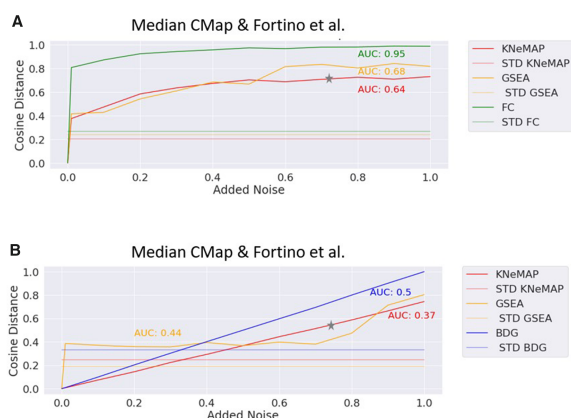 A
Median CMap & Fortino et al.
1.0
0.8
0.6
0.4
0.2
0.0
Cosine Distance
AUC: 0.95
AUC: 0.68
AUC: 0.64
0.0 0.2 0.4 0.6 0.8 1.0
Added Noise
KNeMAP
STD KNeMAP
GSEA
STD GSEA
FC
STD FC
B
Median CMap & Fortino et al.
1.0
0.8
0.6
0.4
0.2
0.0
Cosine Distance
AUC: 0.5
AUC: 0.44
AUC: 0.37
0.0 0.2 0.4 0.6 0.8 1.0
Added Noise
KNeMAP
STD KNeMAP
GSEA
STD GSEA
BDG
STD BDG